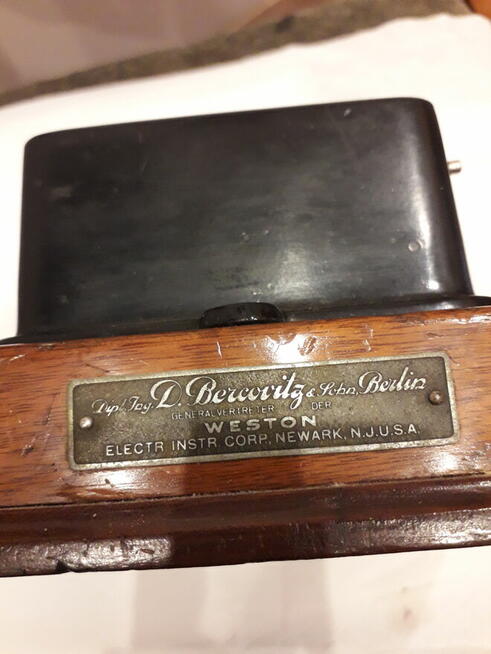 Dipl. Ing. D. Bercovitz & Sohn, Berlin
GENERALVERTRETER DER
WESTON
ELECTR INSTR CORP, NEWARK, N.J.U.S.A.